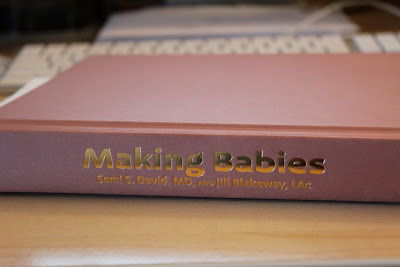 Making Babies
Sami S. David, MD, AND Jill Blakeway, LAc